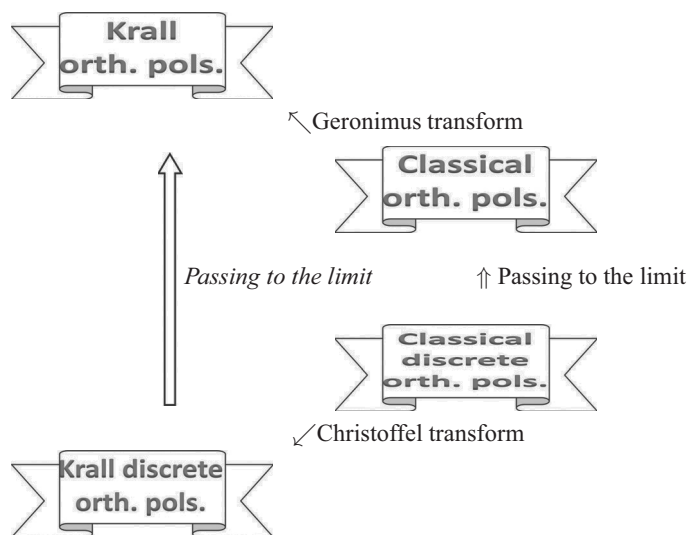 Krall
orth. pols.
↖ Geronimus transform
Classical
orth. pols.
Passing to the limit
⇑ Passing to the limit
Classical
discrete
orth. pols.
↙ Christoffel transform
Krall discrete
orth. pols.